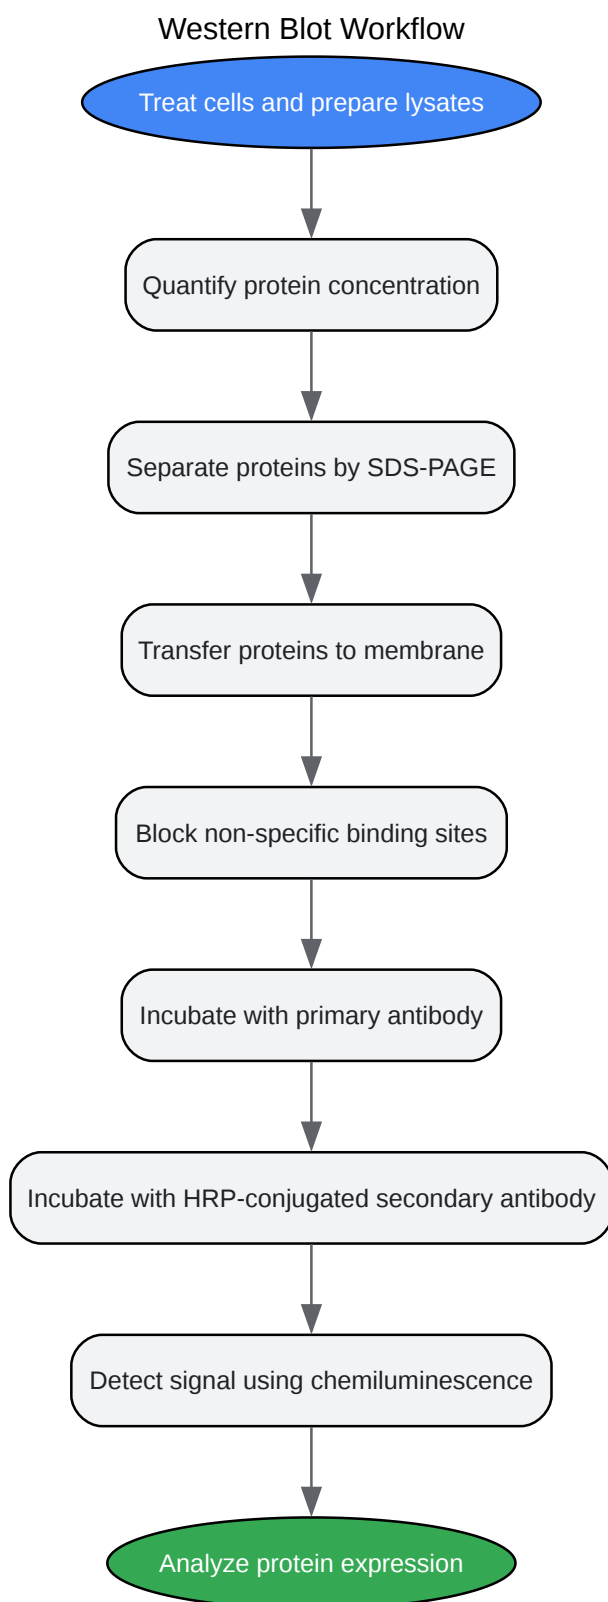 Western Blot Workflow
Treat cells and prepare lysates
Quantify protein concentration
Separate proteins by SDS-PAGE
Transfer proteins to membrane
Block non-specific binding sites
Incubate with primary antibody
Incubate with HRP-conjugated secondary antibody
Detect signal using chemiluminescence
Analyze protein expression